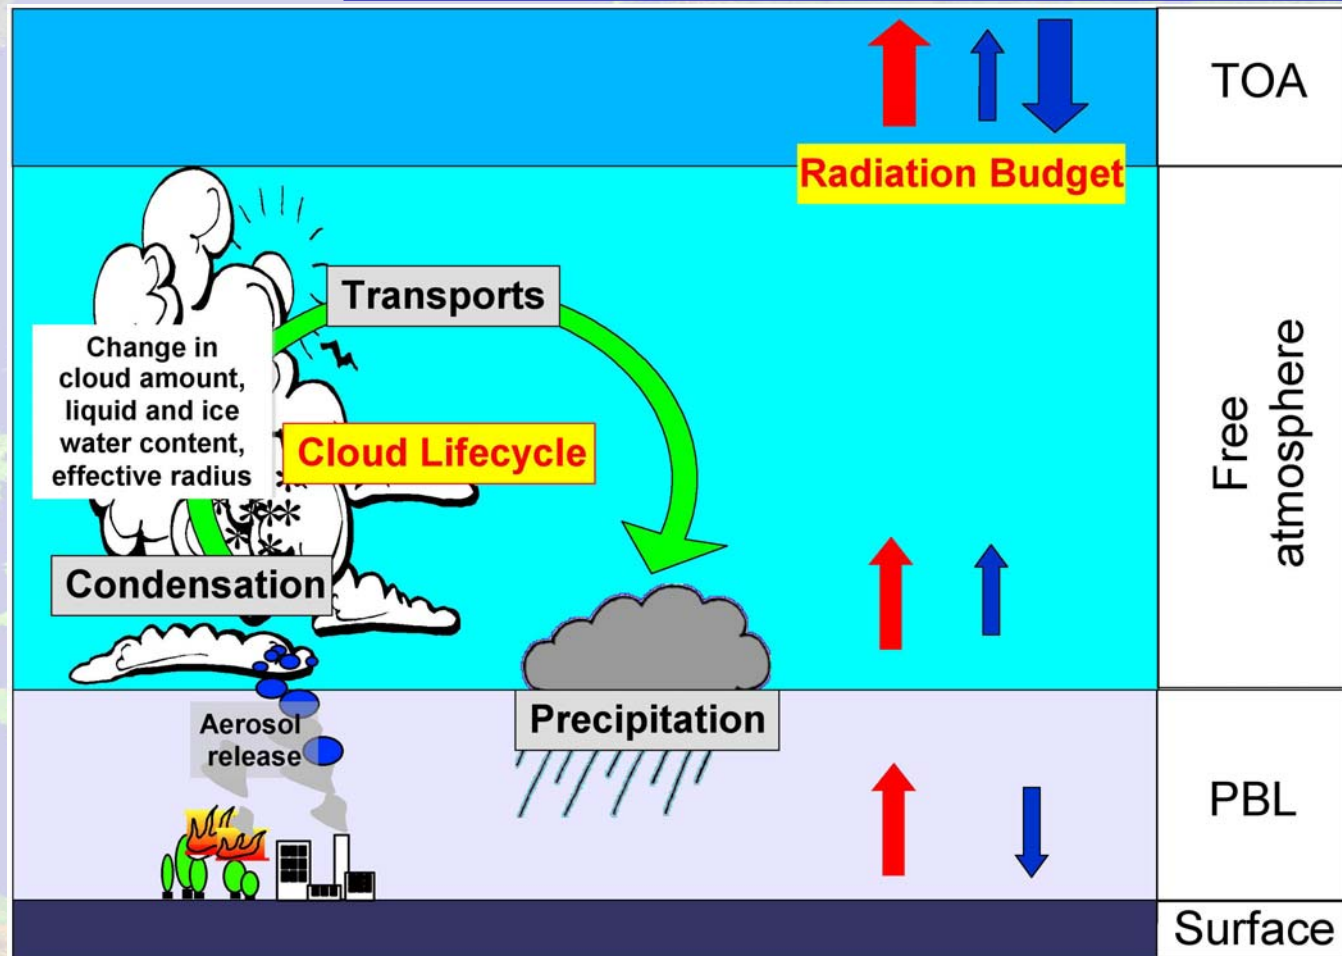 TOA
Radiation Budget
Transports
Change in
cloud amount,
liquid and ice
water content,
effective radius
Cloud Lifecycle
Free
atmosphere
Condensation
Aerosol
release
Precipitation
PBL
Surface